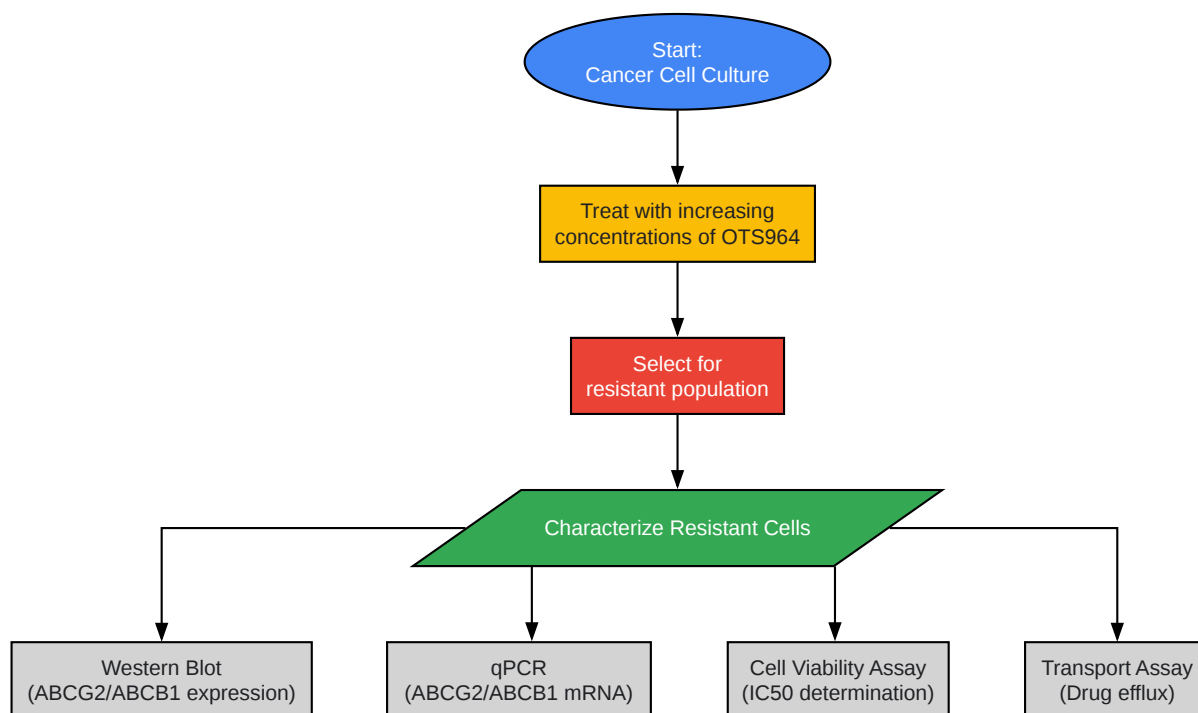 Start:
Cancer Cell Culture
Treat with increasing
concentrations of OTS964
Select for
resistant population
Characterize Resistant Cells
Western Blot
(ABCG2/ABCB1 expression)
qPCR
(ABCG2/ABCB1 mRNA)
Cell Viability Assay
(IC50 determination)
Transport Assay
(Drug efflux)